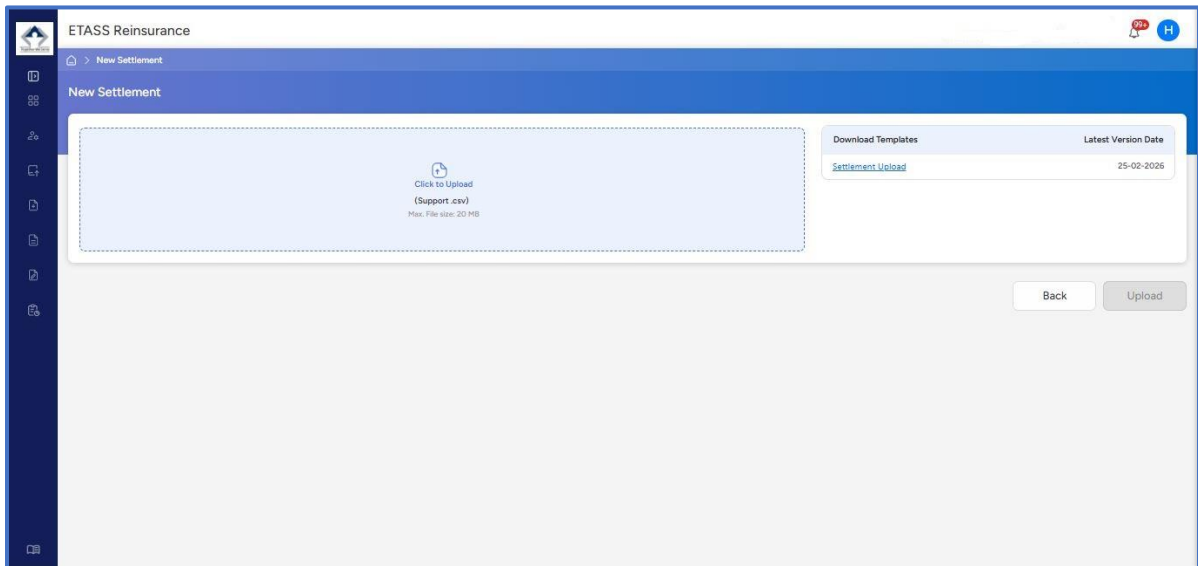 ETASS Reinsurance
99+
H
> New Settlement
New Settlement
Click to Upload
(Support .csv)
Max. File size: 20 MB
Download Templates Latest Version Date
Settlement Upload 25-02-2026
Back Upload